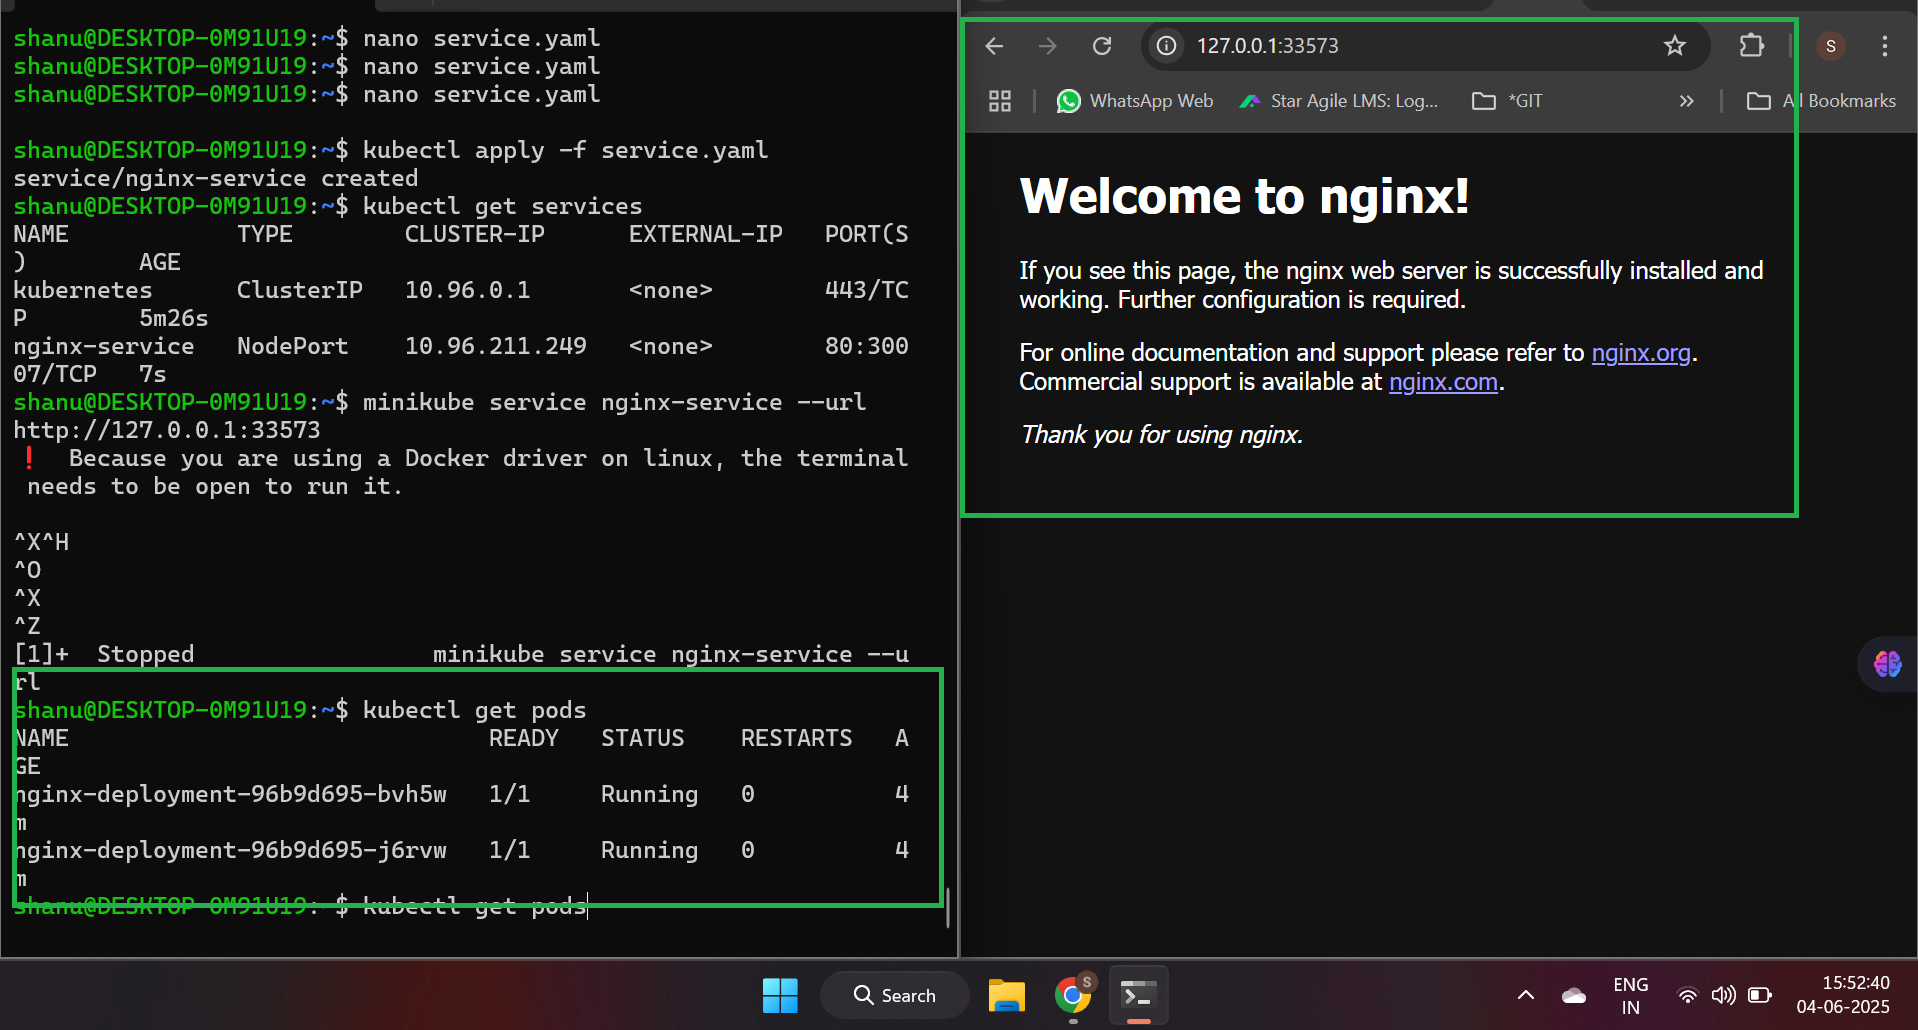 shanu@DESKTOP-0M91U19:~$ nano service.yaml
shanu@DESKTOP-0M91U19:~$ nano service.yaml
shanu@DESKTOP-0M91U19:~$ nano service.yaml
shanu@DESKTOP-0M91U19:~$ kubectl apply -f service.yaml
service/nginx-service created
shanu@DESKTOP-0M91U19:~$ kubectl get services
NAME TYPE CLUSTER-IP EXTERNAL-IP PORT(S
) AGE
kubernetes ClusterIP 10.96.0.1 <none> 443/TC
P 5m26s
nginx-service NodePort 10.96.211.249 <none> 80:300
07/TCP 7s
shanu@DESKTOP-0M91U19:~$ minikube service nginx-service --url
http://127.0.0.1:33573
❗ Because you are using a Docker driver on linux, the terminal
needs to be open to run it.
^X^H
^O
^X
^Z
[1]+ Stopped minikube service nginx-service --u
rl
shanu@DESKTOP-0M91U19:~$ kubectl get pods
NAME READY STATUS RESTARTS A
GE
nginx-deployment-96b9d695-bvh5w 1/1 Running 0 4
m
nginx-deployment-96b9d695-j6rvw 1/1 Running 0 4
m
shanu@DESKTOP-0M91U19:~$ kubectl get pods
127.0.0.1:33573
S
WhatsApp Web Star Agile LMS: Log... *GIT » All Bookmarks
Welcome to nginx!
If you see this page, the nginx web server is successfully installed and
working. Further configuration is required.
For online documentation and support please refer to nginx.org.
Commercial support is available at nginx.com.
Thank you for using nginx.
Search
S
ENG
IN
15:52:40
04-06-2025